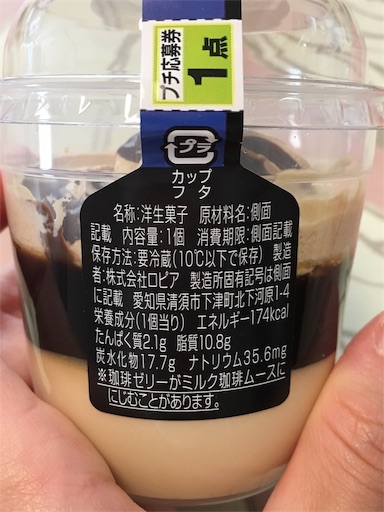 プチ応募券
1点
プラ
カップ
フタ
名称:洋生菓子 原材料名:側面
記載 内容量:1個 消費期限:側面記載
保存方法:要冷蔵(10℃以下で保存) 製造
者:株式会社ロピア 製造所固有記号は側面
に記載 愛知県清須市下津町北下河原1-4
栄養成分(1個当り) エネルギー174kcal
たんぱく質2.1g 脂質10.8g
炭水化物17.7g ナトリウム35.6mg
※珈琲ゼリーがミルク珈琲ムースに
にじむことがあります。